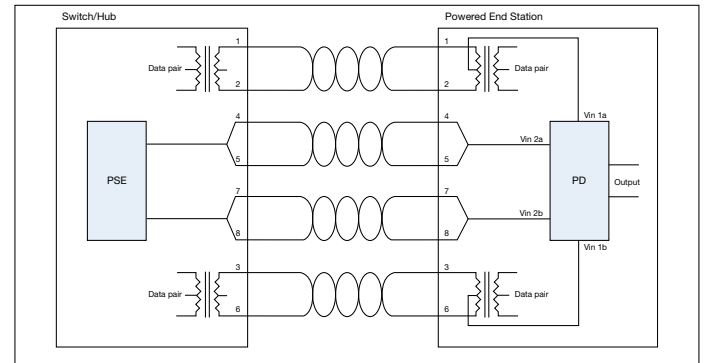 Switch/Hub
Powered End Station
1
1
Data pair
Data pair
2
2
Vin 1a
4
4
Vin 2a
5
5
PSE
PD
Output
7
7
Vin 2b
8
8
Vin 1b
3
3
Data pair
Data pair
6
6